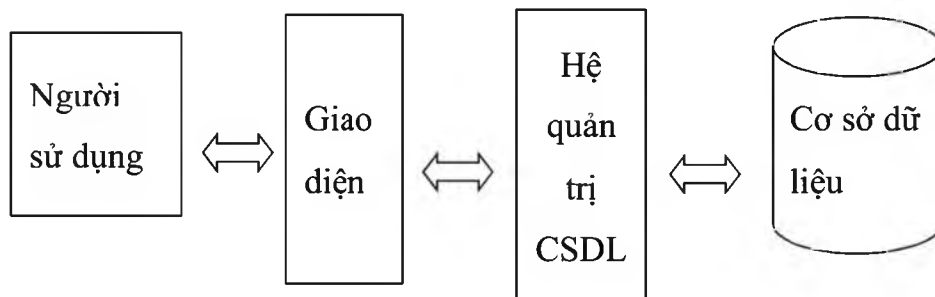 Người
sử dụng
Giao
diện
Hệ
quản
trị
CSDL
Cơ sở dữ
liệu